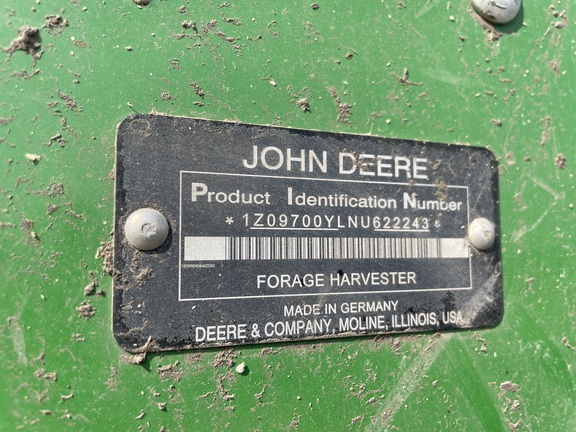 JOHN DEERE
Product Identification Number
*1Z09700YLNU622243*
FORAGE HARVESTER
MADE IN GERMANY
DEERE & COMPANY, MOLINE, ILLINOIS, USA